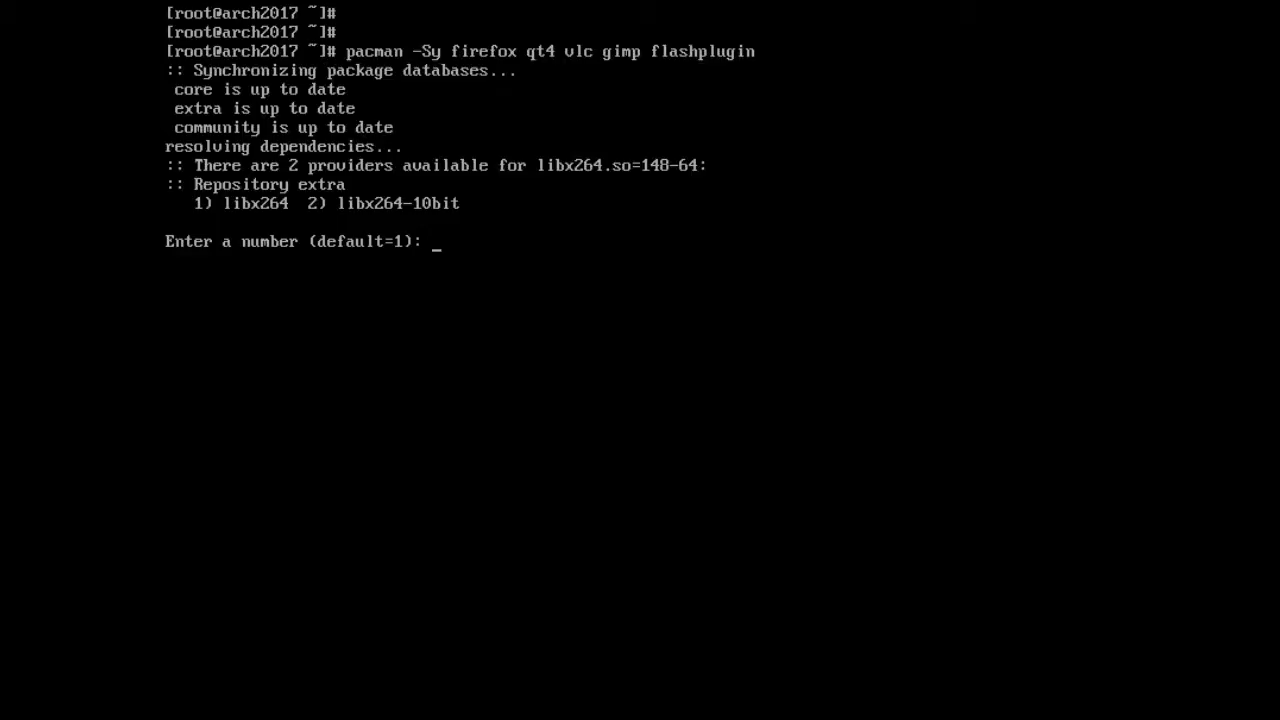 [root@arch2017 ~]#
[root@arch2017 ~]#
[root@arch2017 ~]# pacman -Sy firefox qt4 vlc gimp flashplugin
:: Synchronizing package databases...
core is up to date
extra is up to date
community is up to date
resolving dependencies...
:: There are 2 providers available for libx264.so=148-64:
:: Repository extra
1) libx264  2) libx264-10bit
Enter a number (default=1): _